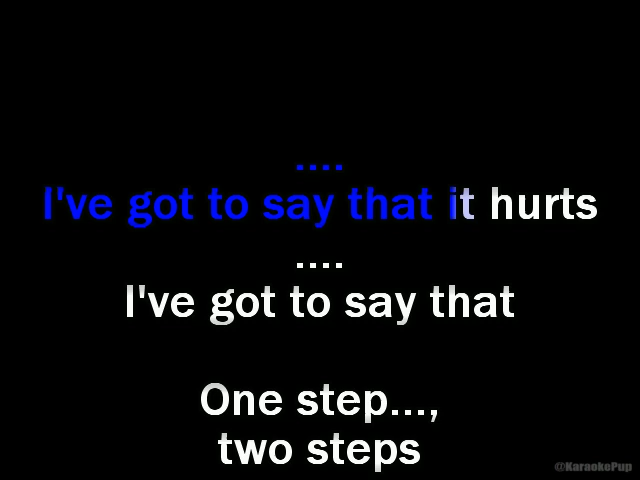 ....
I've got to say that it hurts
....
I've got to say that
One step...,
two steps
@KaraokePup